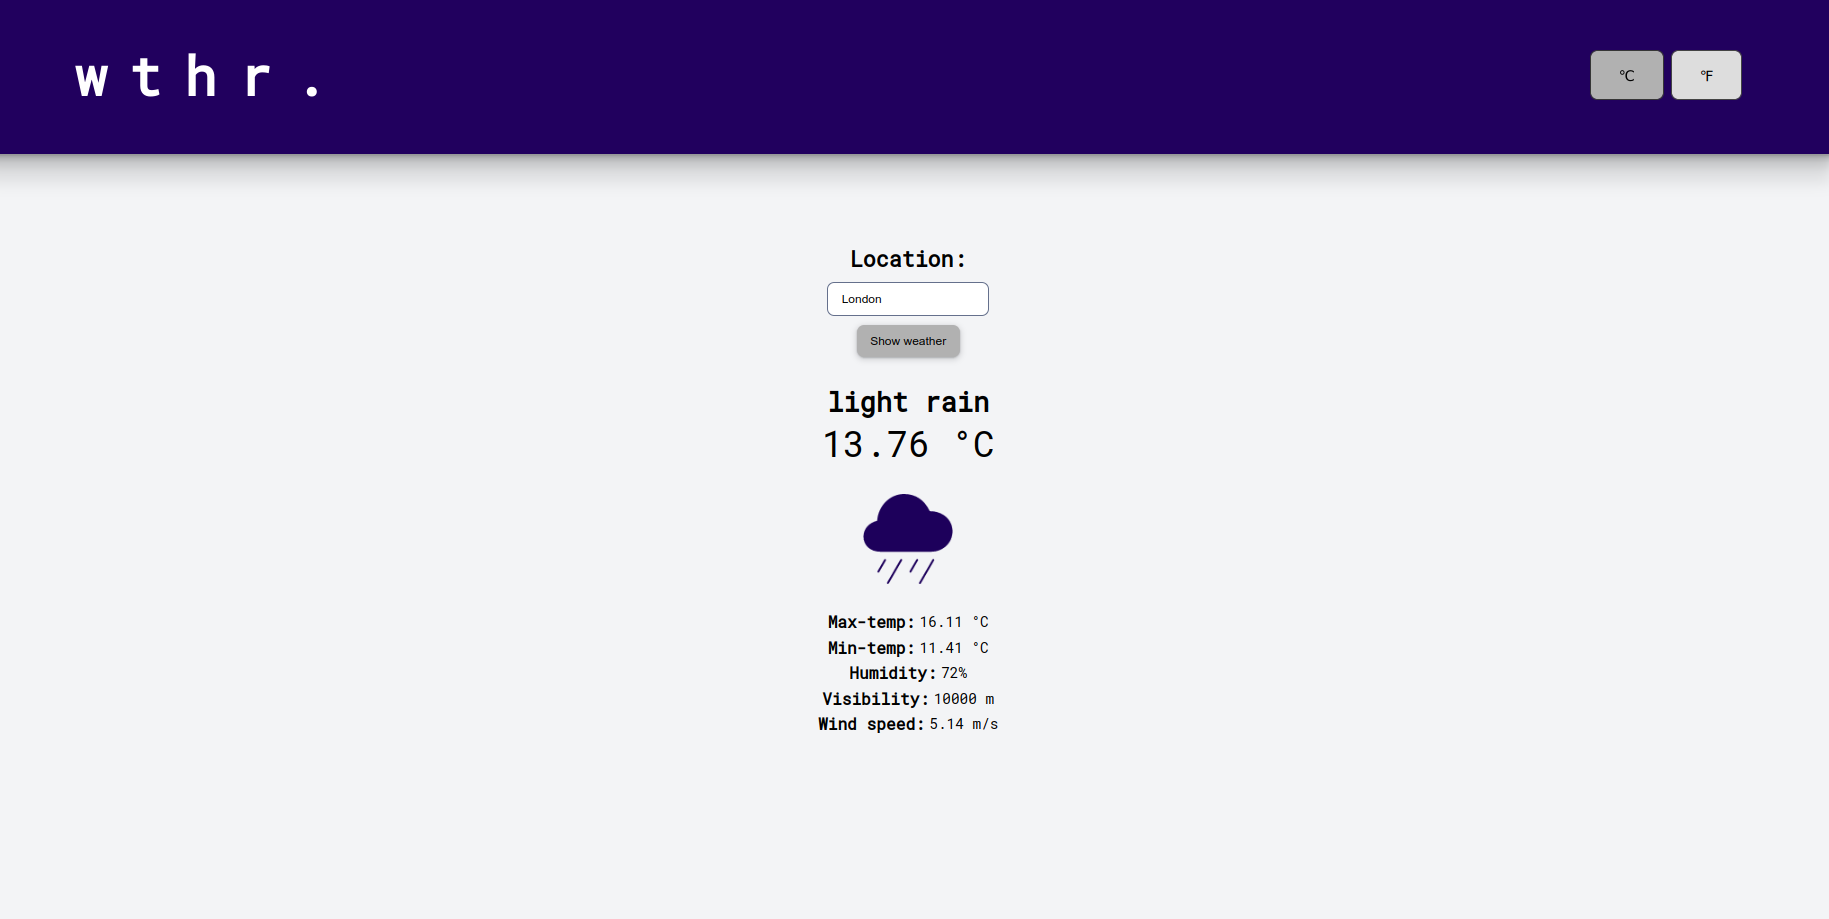 w t h r .
°C
°F
Location:
London
Show weather
light rain
13.76 °C
Max-temp: 16.11 °C
Min-temp: 11.41 °C
Humidity: 72%
Visibility: 10000 m
Wind speed: 5.14 m/s